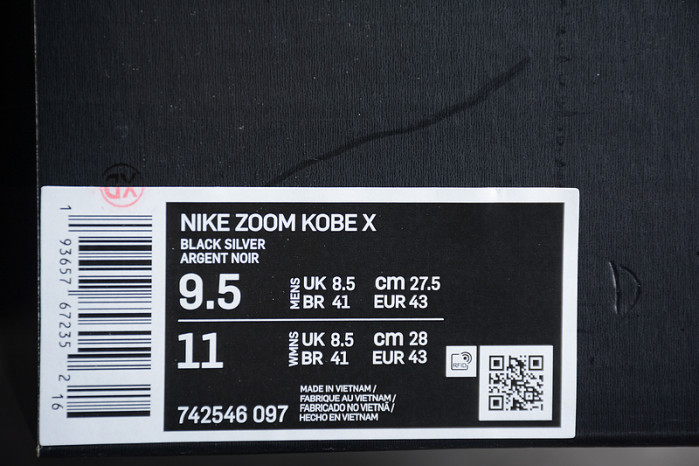 XD
NIKE ZOOM KOBE X
BLACK SILVER
ARGENT NOIR
9.5
MENS
UK 8.5 cm 27.5
BR 41 EUR 43
11
WMNS
UK 8.5 cm 28
BR 41 EUR 43
RFID
742546 097
MADE IN VIETNAM /
FABRIQUE AU VIETNAM /
FABRICADO NO VIETNÃ /
HECHO EN VIETNAM
1 93657 67235 2 16